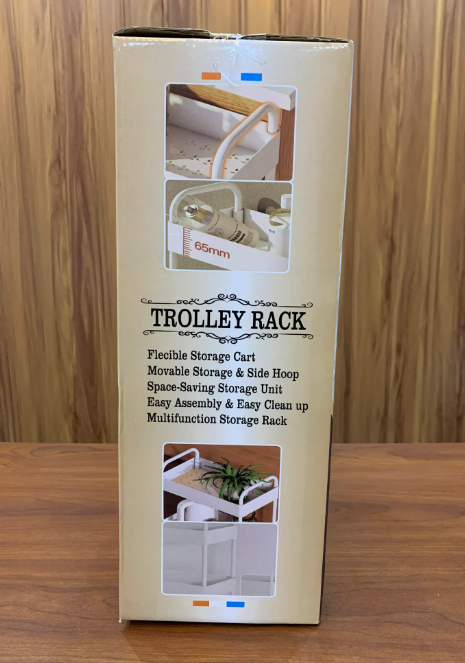 65mm
TROLLEY RACK
Flecible Storage Cart
Movable Storage & Side Hoop
Space-Saving Storage Unit
Easy Assembly & Easy Clean up
Multifunction Storage Rack